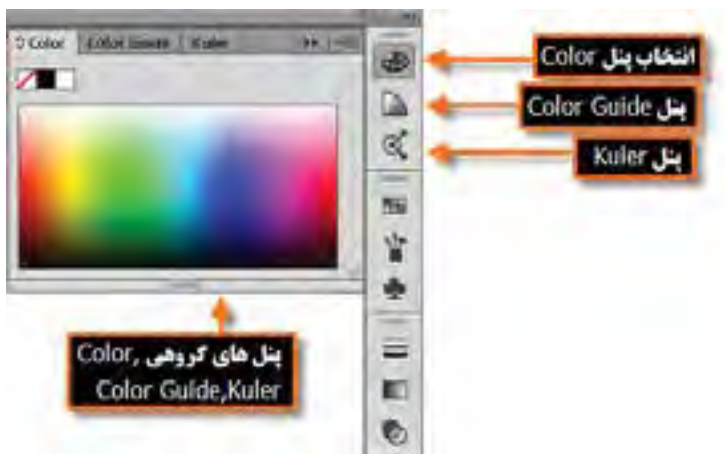 Color
Color Guide
Kuler
انتخاب پنل Color
پنل Color Guide
پنل Kuler
پنل های گروهی Color,
Color Guide,Kuler